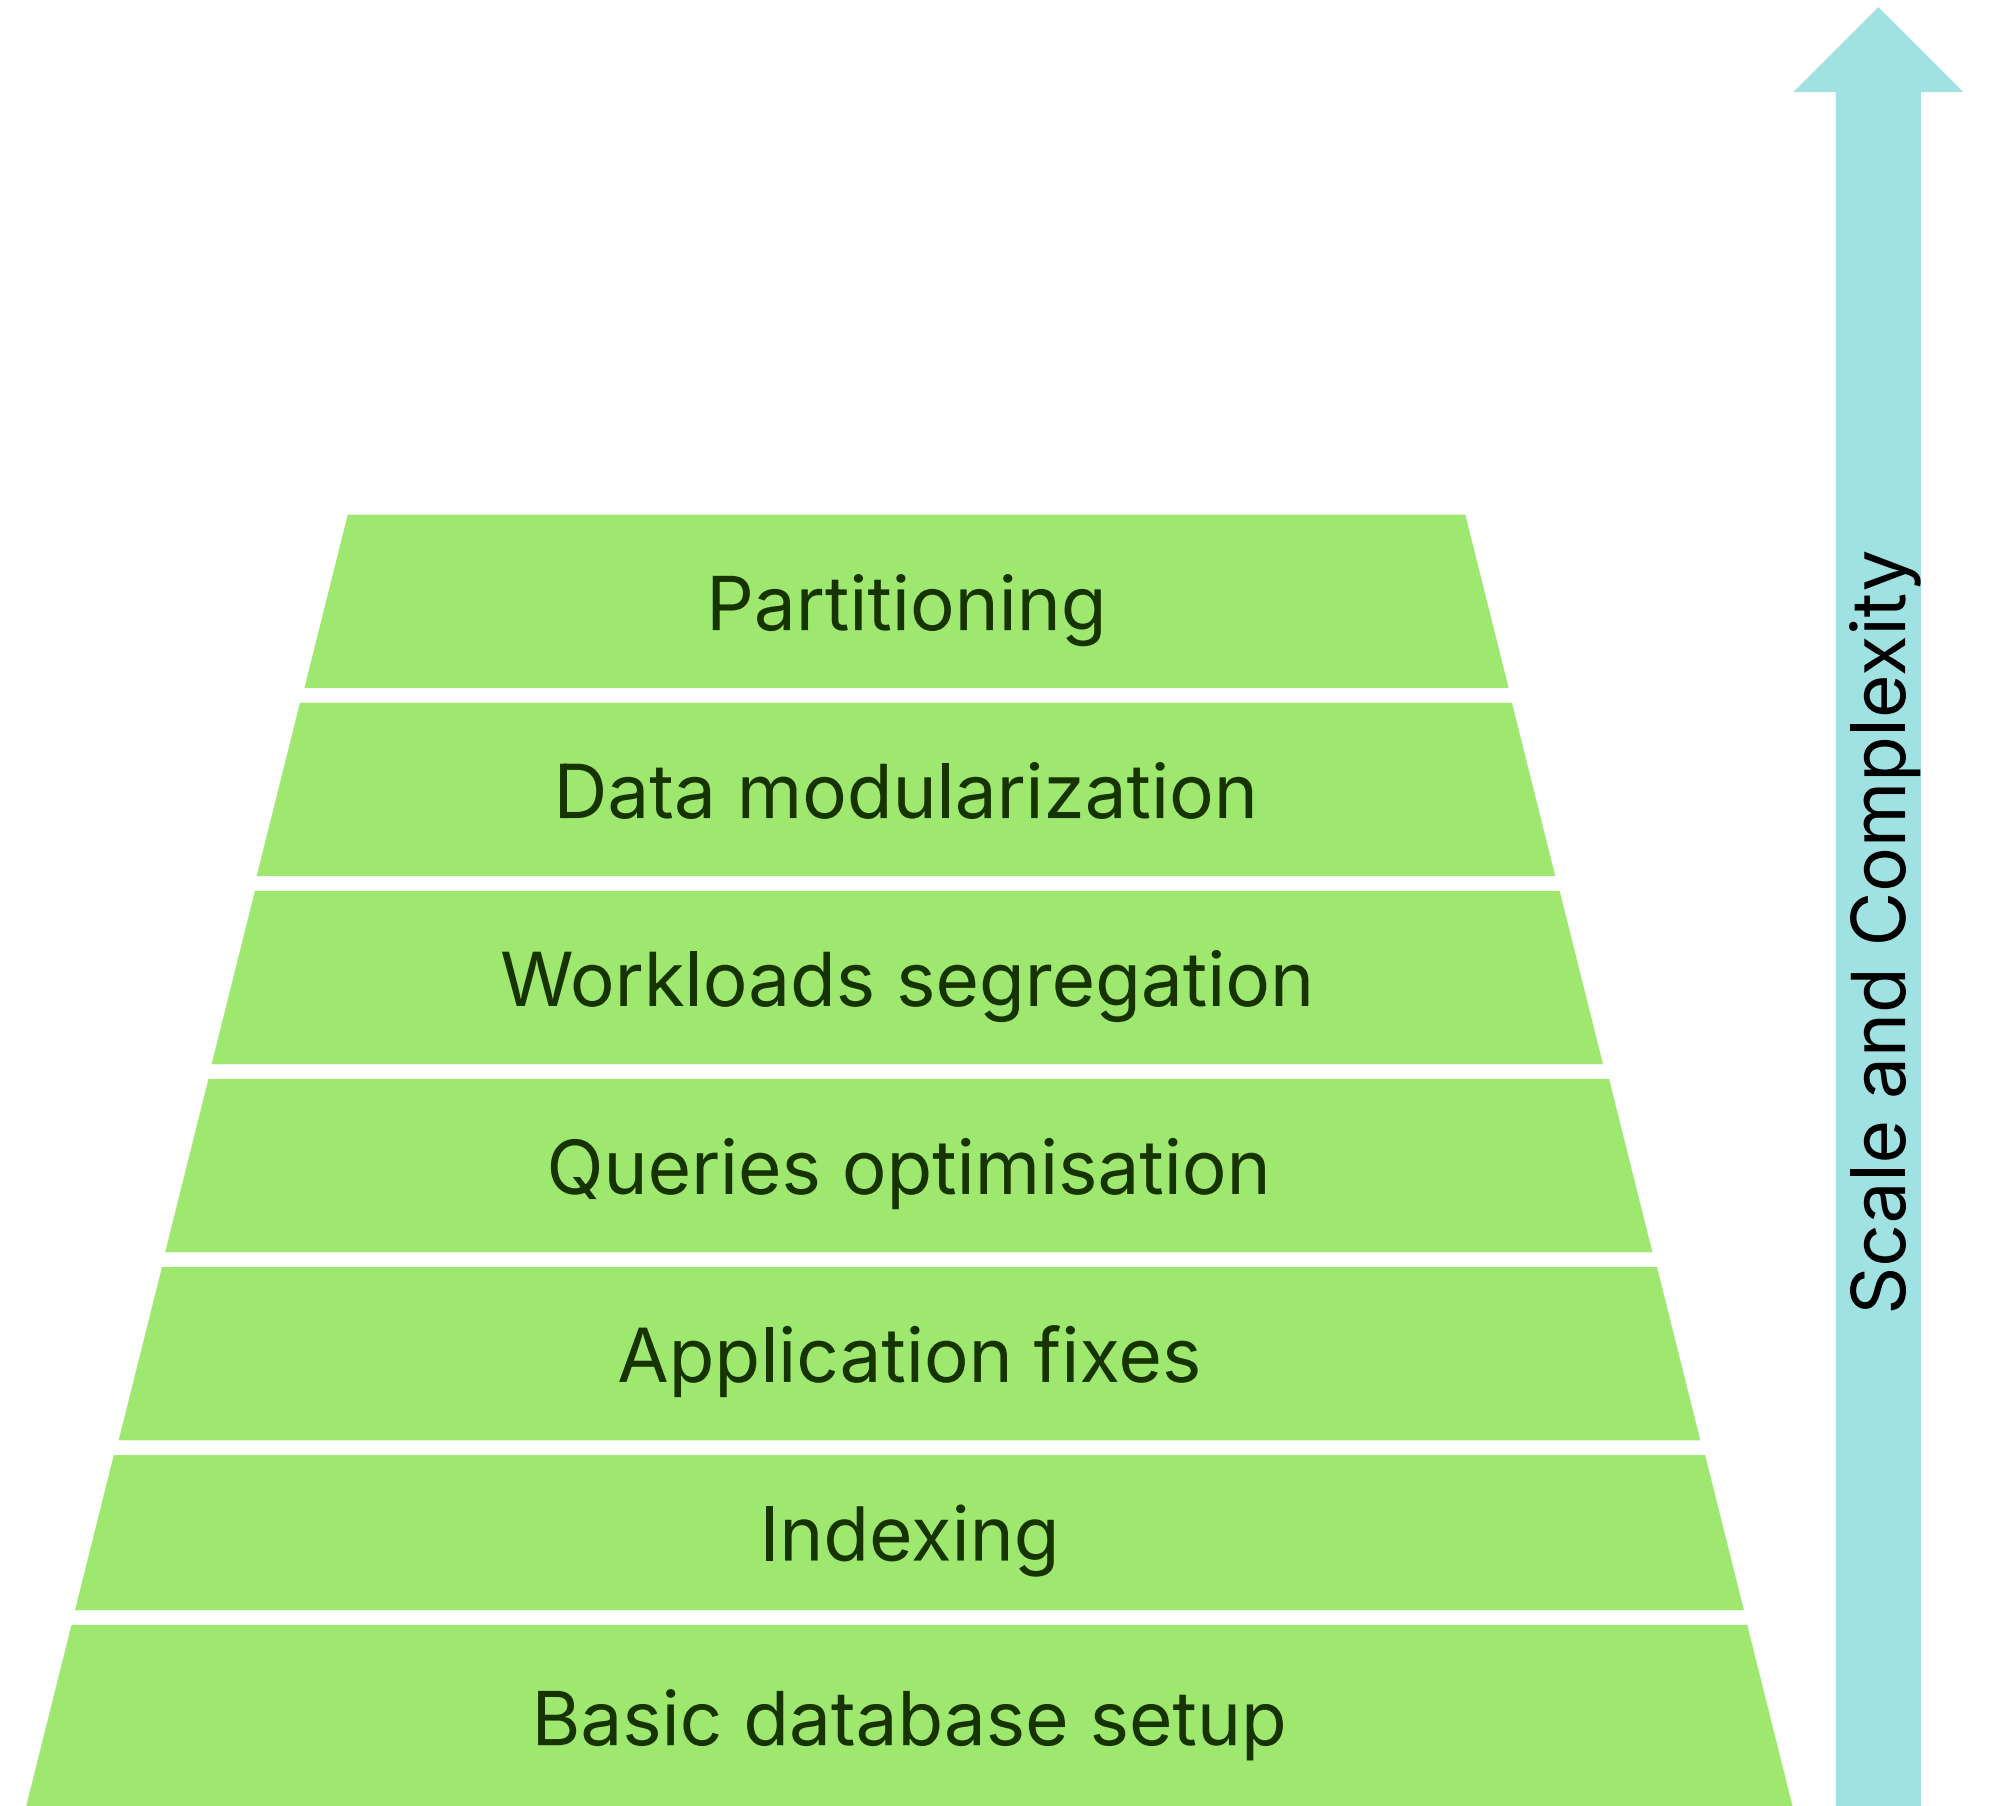 Partitioning
Data modularization
Workloads segregation
Queries optimisation
Application fixes
Indexing
Basic database setup
Scale and Complexity